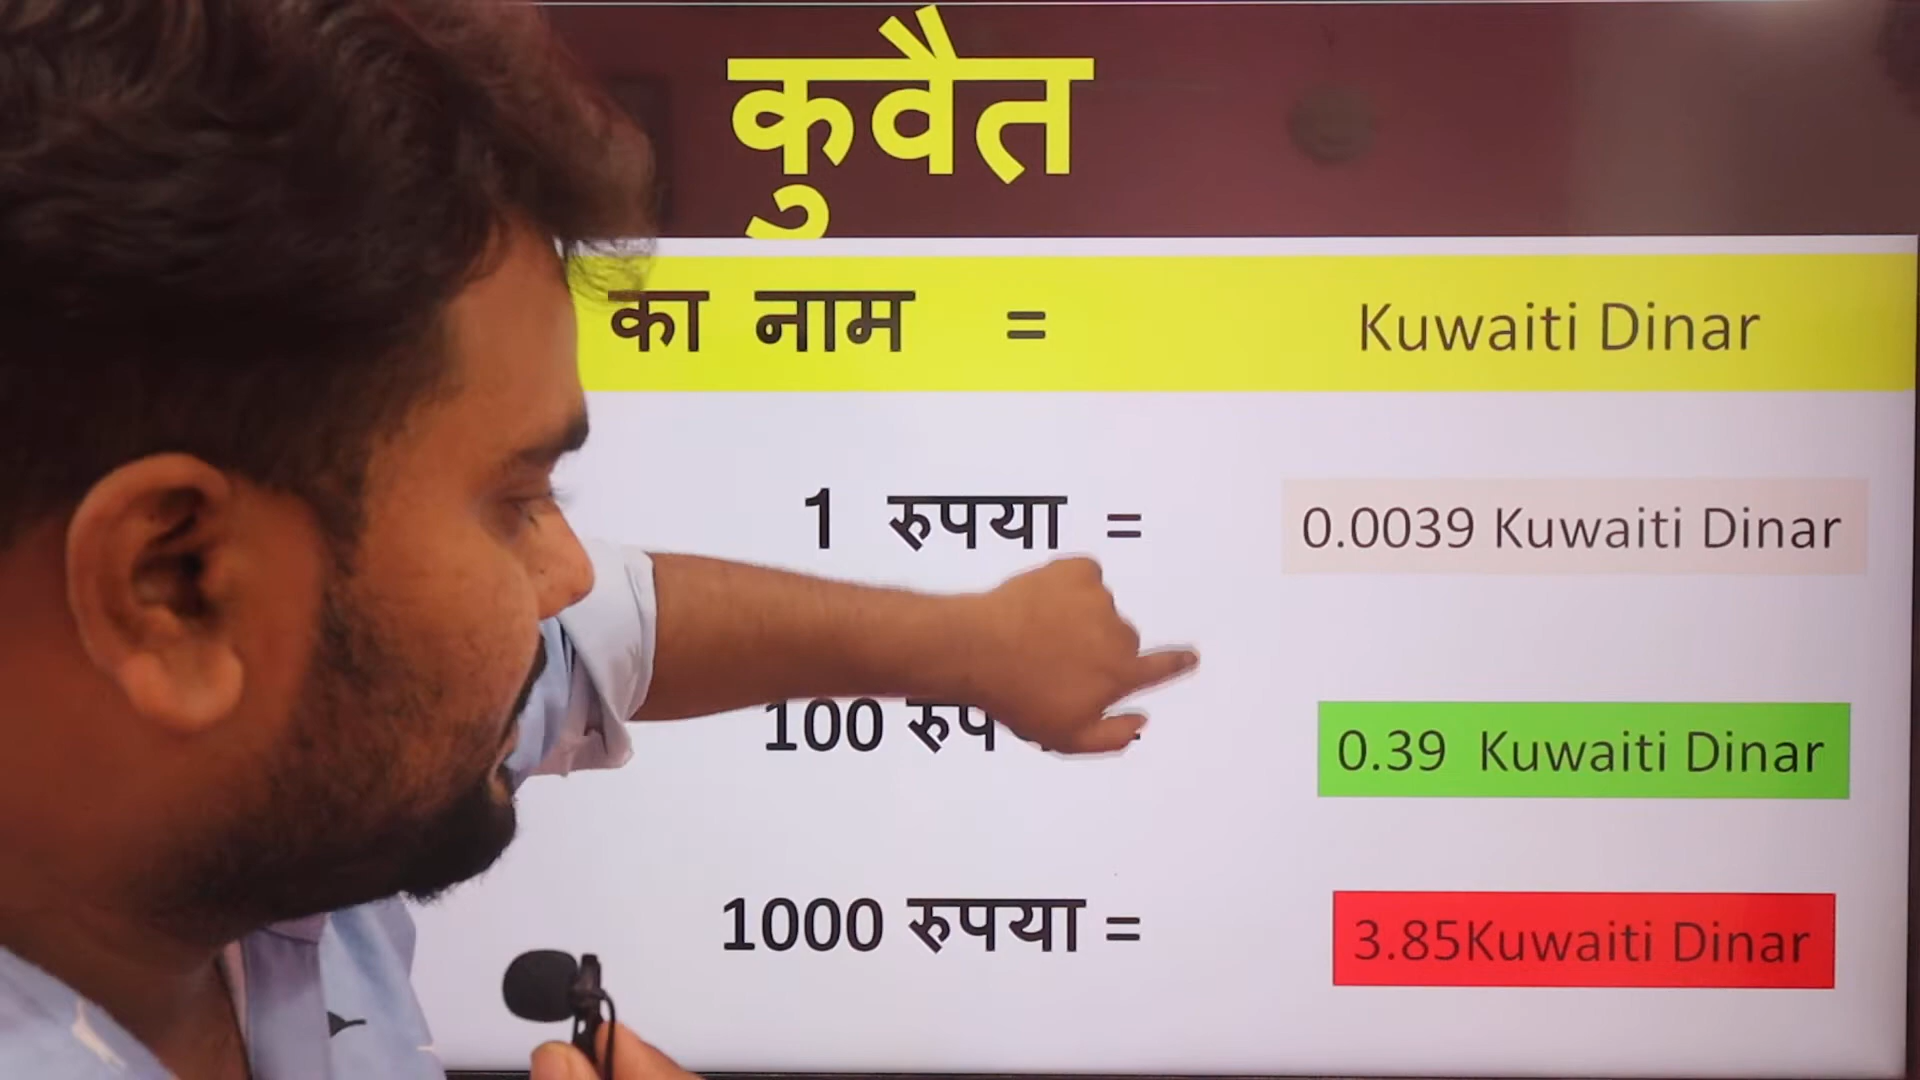 कुवैत
का नाम = Kuwaiti Dinar
1 रुपया = 0.0039 Kuwaiti Dinar
100 0.39 Kuwaiti Dinar
1000 रुपया = 3.85Kuwaiti Dinar